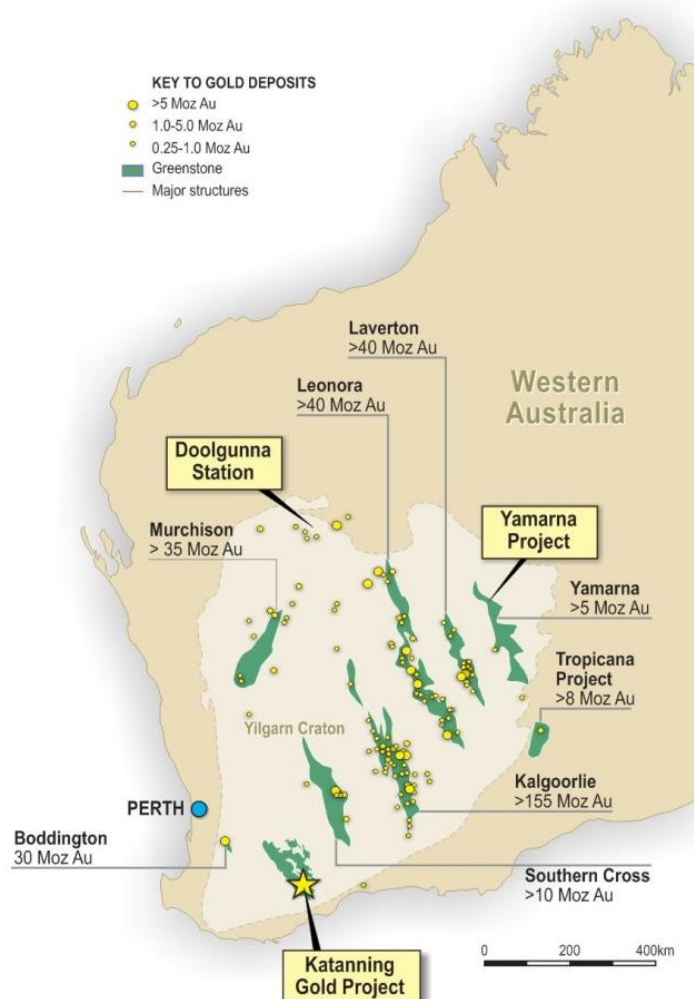 KEY TO GOLD DEPOSITS
>5 Moz Au
1.0-5.0 Moz Au
0.25-1.0 Moz Au
Greenstone
Major structures
Laverton
>40 Moz Au
Leonora
>40 Moz Au
Western
Australia
Doolgunna
Station
Murchison
> 35 Moz Au
Yamarna
Project
Yamarna
>5 Moz Au
Tropicana
Project
>8 Moz Au
Yilgarn Craton
Kalgoorlie
>155 Moz Au
PERTH
Boddington
30 Moz Au
Southern Cross
>10 Moz Au
Katanning
Gold Project
0 200 400km